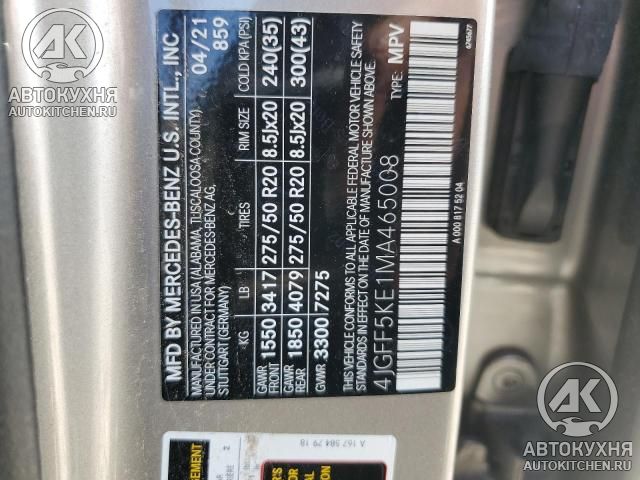 MFD BY MERCEDES-BENZ U.S. INTL., INC
04/21
MANUFACTURED IN USA (ALABAMA, TUSCALOOSA COUNTY)
859
UNDER CONTRACT FOR MERCEDES-BENZ AG,
STUTTGART (GERMANY)
KG LB TIRES RIM SIZE COLD KPA (PSI)
GAWR
FRONT 1550 3417 275/50 R20 8.5Jx20 240(35)
GAWR
REAR 1850 4079 275/50 R20 8.5Jx20 300(43)
GVWR 3300 7275
THIS VEHICLE CONFORMS TO ALL APPLICABLE FEDERAL MOTOR VEHICLE SAFETY
STANDARDS IN EFFECT ON THE DATE OF MANUFACTURE SHOWN ABOVE.
TYPE: MPV
4JGFF5KE1MA465008
A 000 817 52 04
6745677
A 167 584 79 18
АК
АВТОКУХНЯ
AUTOKITCHEN.RU
АК
АВТОКУХНЯ
AUTOKITCHEN.RU